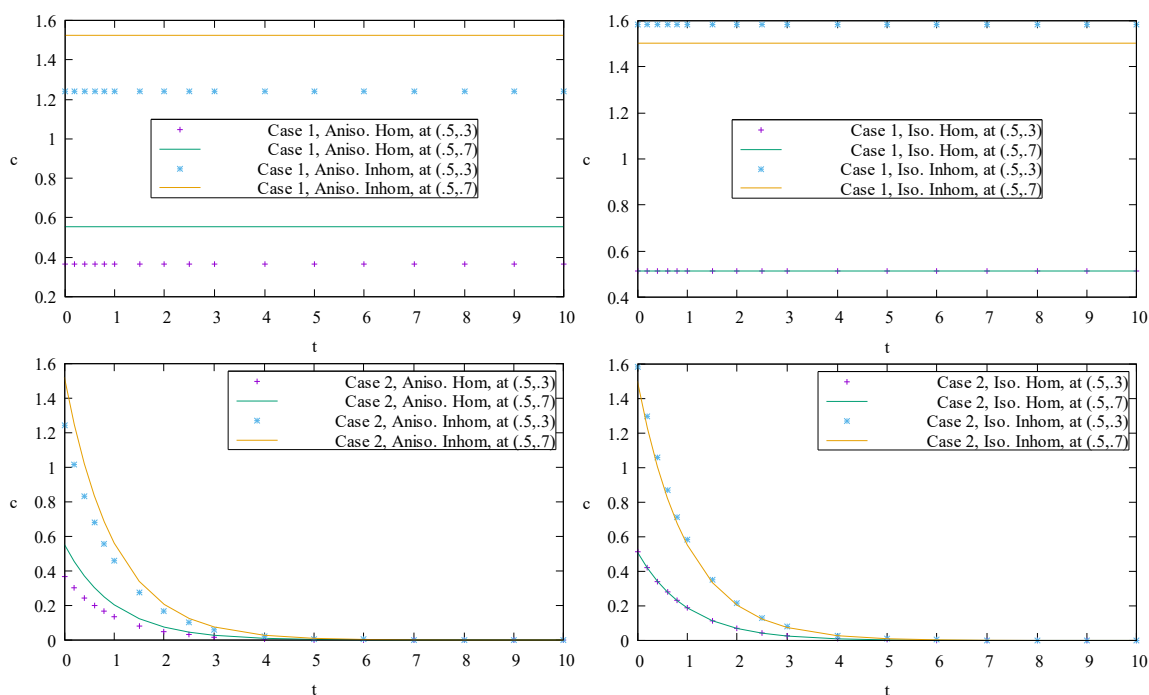 1.6
1.4
1.2
1
0.8
0.6
0.4
0.2
c
Case 1, Aniso. Hom, at (.5,.3)
Case 1, Aniso. Hom, at (.5,.7)
Case 1, Aniso. Inhom, at (.5,.3)
Case 1, Aniso. Inhom, at (.5,.7)
0 1 2 3 4 5 6 7 8 9 10
t
1.6
1.4
1.2
1
0.8
0.6
0.4
c
Case 1, Iso. Hom, at (.5,.3)
Case 1, Iso. Hom, at (.5,.7)
Case 1, Iso. Inhom, at (.5,.3)
Case 1, Iso. Inhom, at (.5,.7)
0 1 2 3 4 5 6 7 8 9 10
t
1.6
1.4
1.2
1
0.8
0.6
0.4
0.2
0
c
Case 2, Aniso. Hom, at (.5,.3)
Case 2, Aniso. Hom, at (.5,.7)
Case 2, Aniso. Inhom, at (.5,.3)
Case 2, Aniso. Inhom, at (.5,.7)
0 1 2 3 4 5 6 7 8 9 10
t
1.6
1.4
1.2
1
0.8
0.6
0.4
0.2
0
c
Case 2, Iso. Hom, at (.5,.3)
Case 2, Iso. Hom, at (.5,.7)
Case 2, Iso. Inhom, at (.5,.3)
Case 2, Iso. Inhom, at (.5,.7)
0 1 2 3 4 5 6 7 8 9 10
t